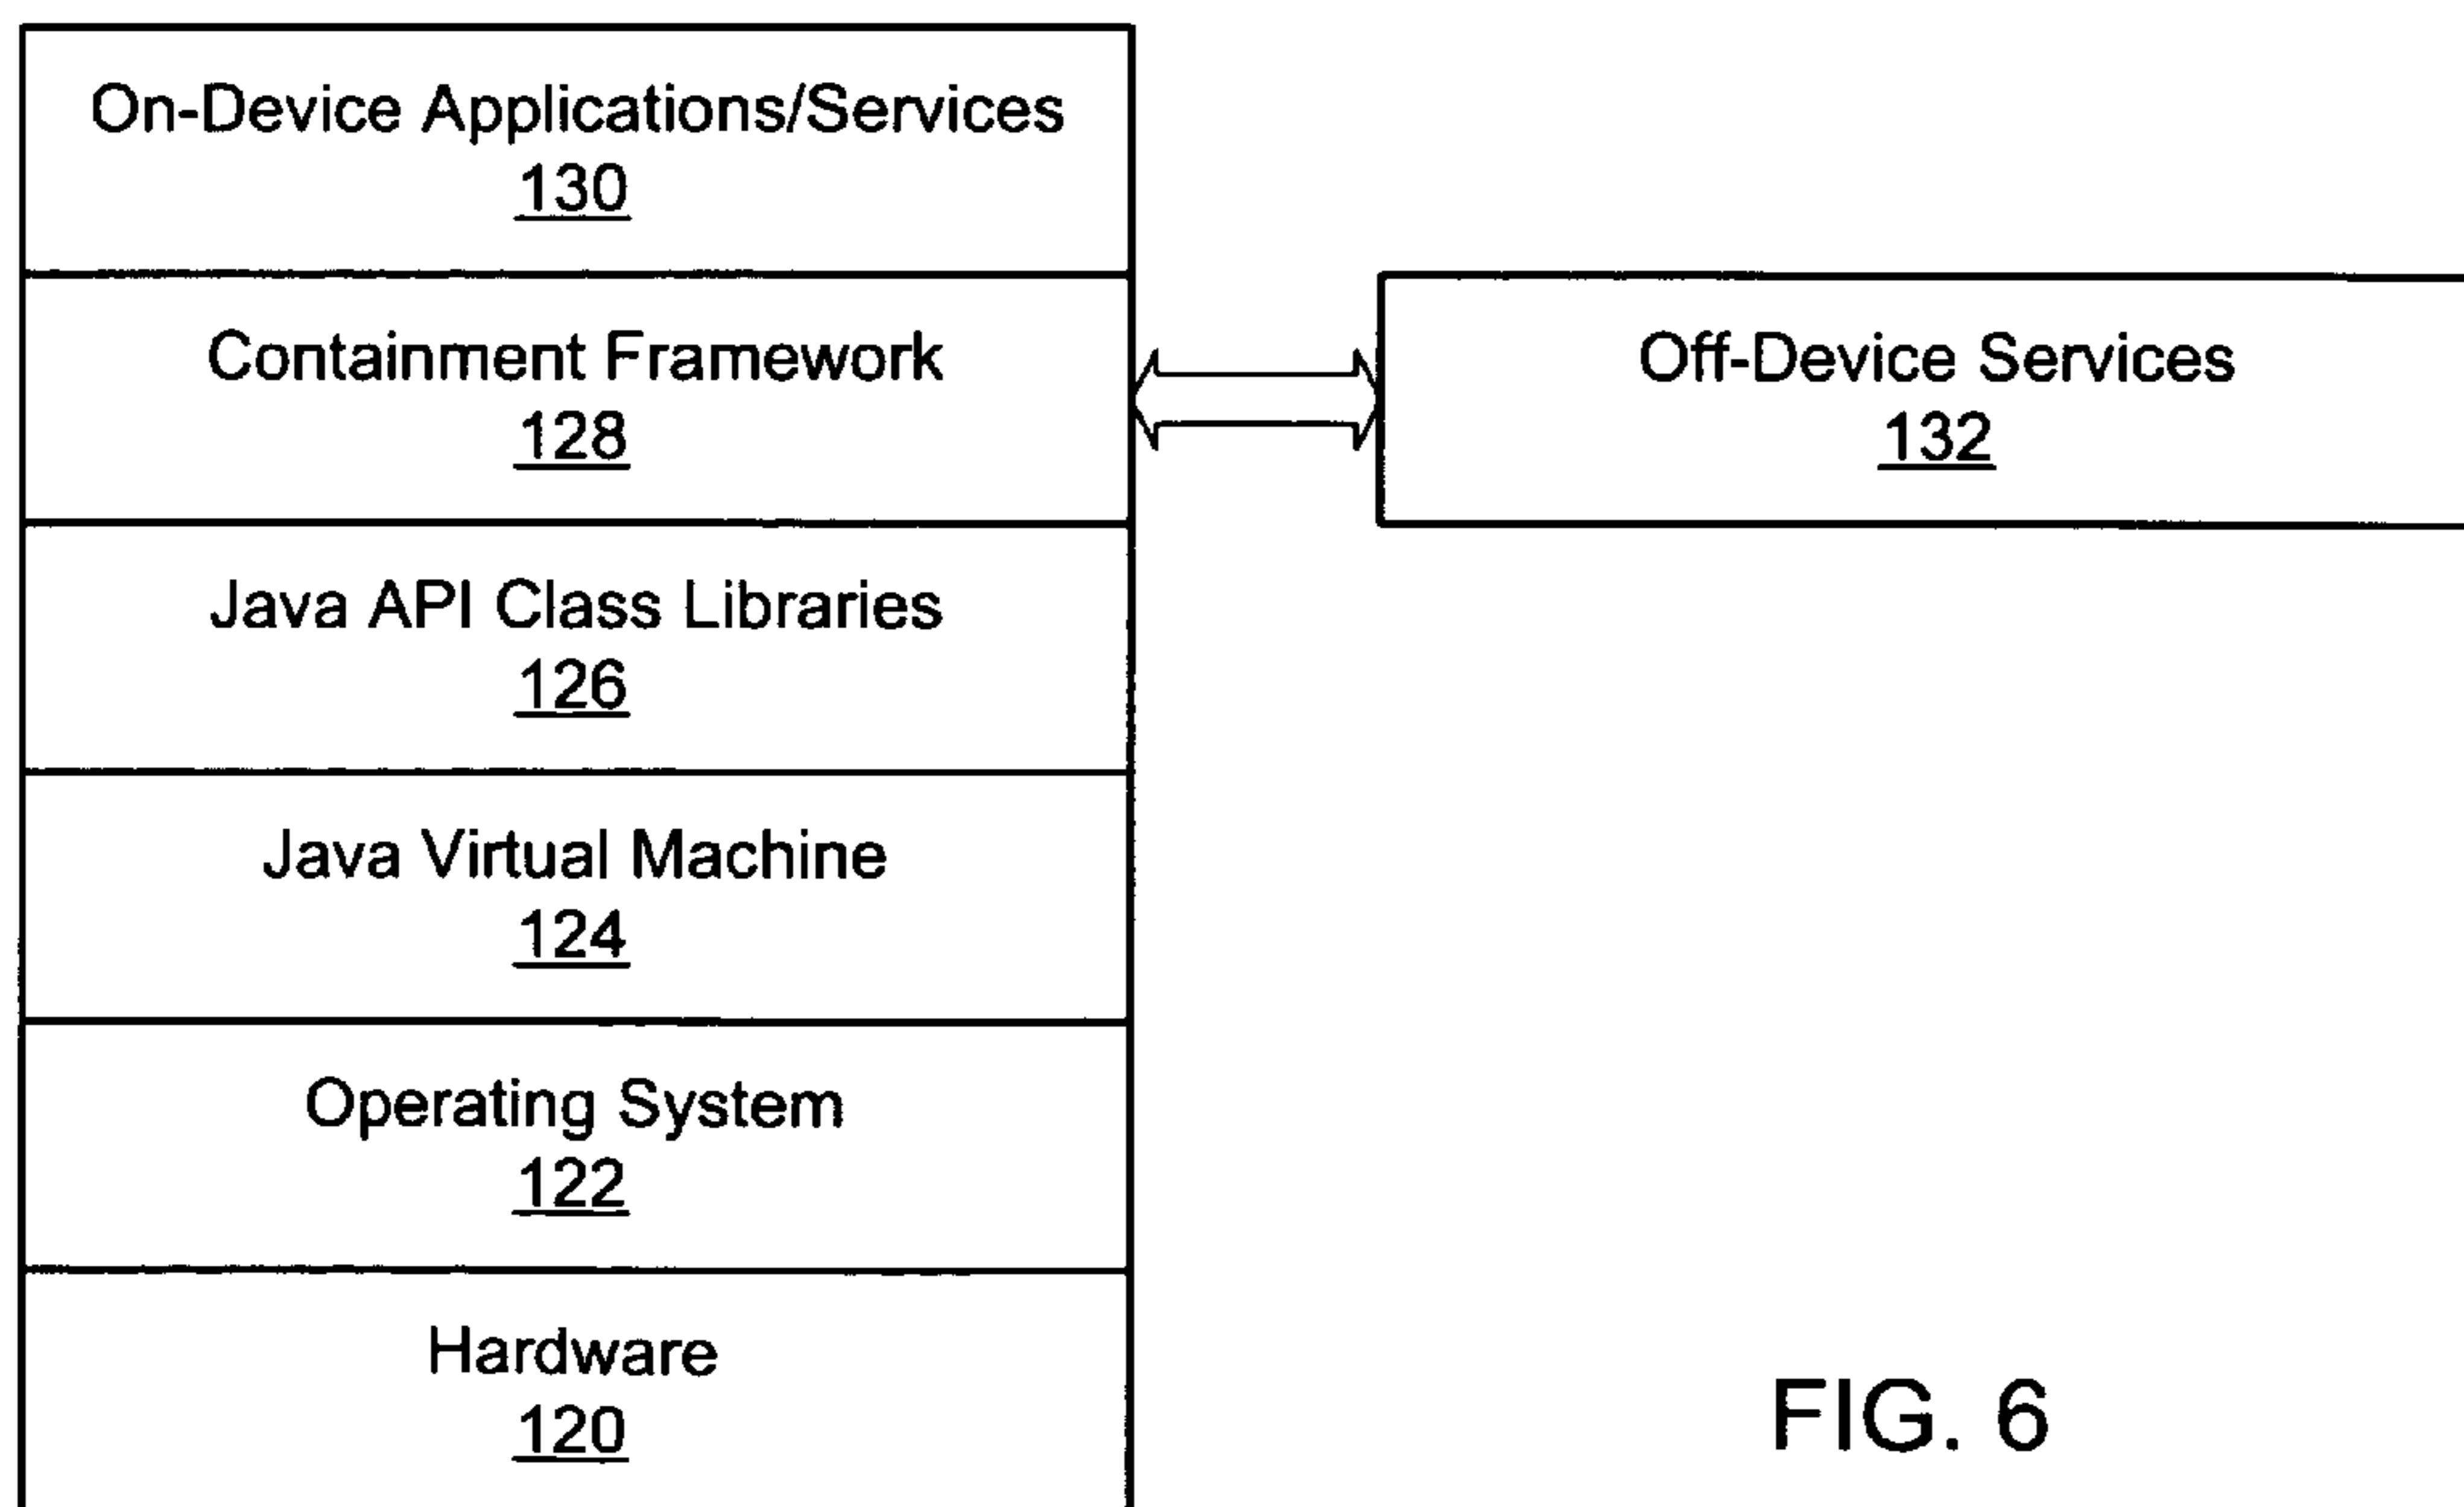 On-Device Applications/Services
130
Containment Framework
128
Off-Device Services
132
Java API Class Libraries
126
Java Virtual Machine
124
Operating System
122
Hardware
120
FIG. 6